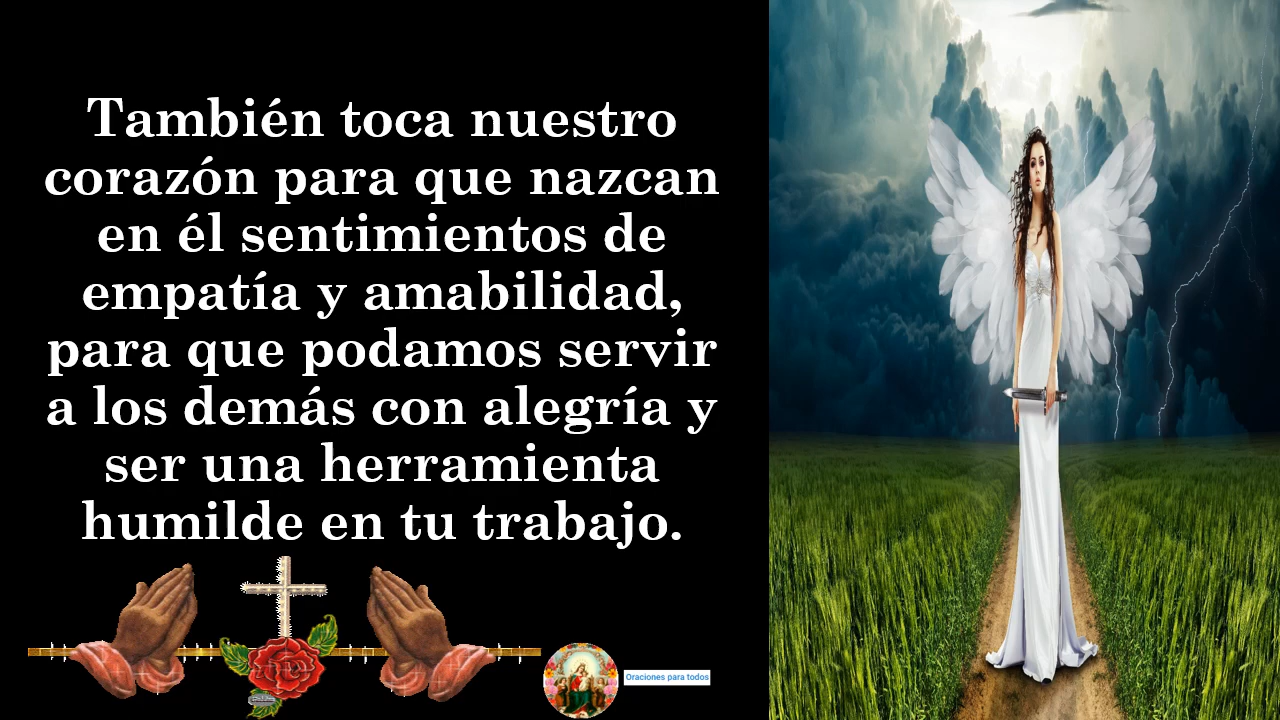 También toca nuestro
corazón para que nazcan
en él sentimientos de
empatía y amabilidad,
para que podamos servir
a los demás con alegría y
ser una herramienta
humilde en tu trabajo.
Oraciones para todos